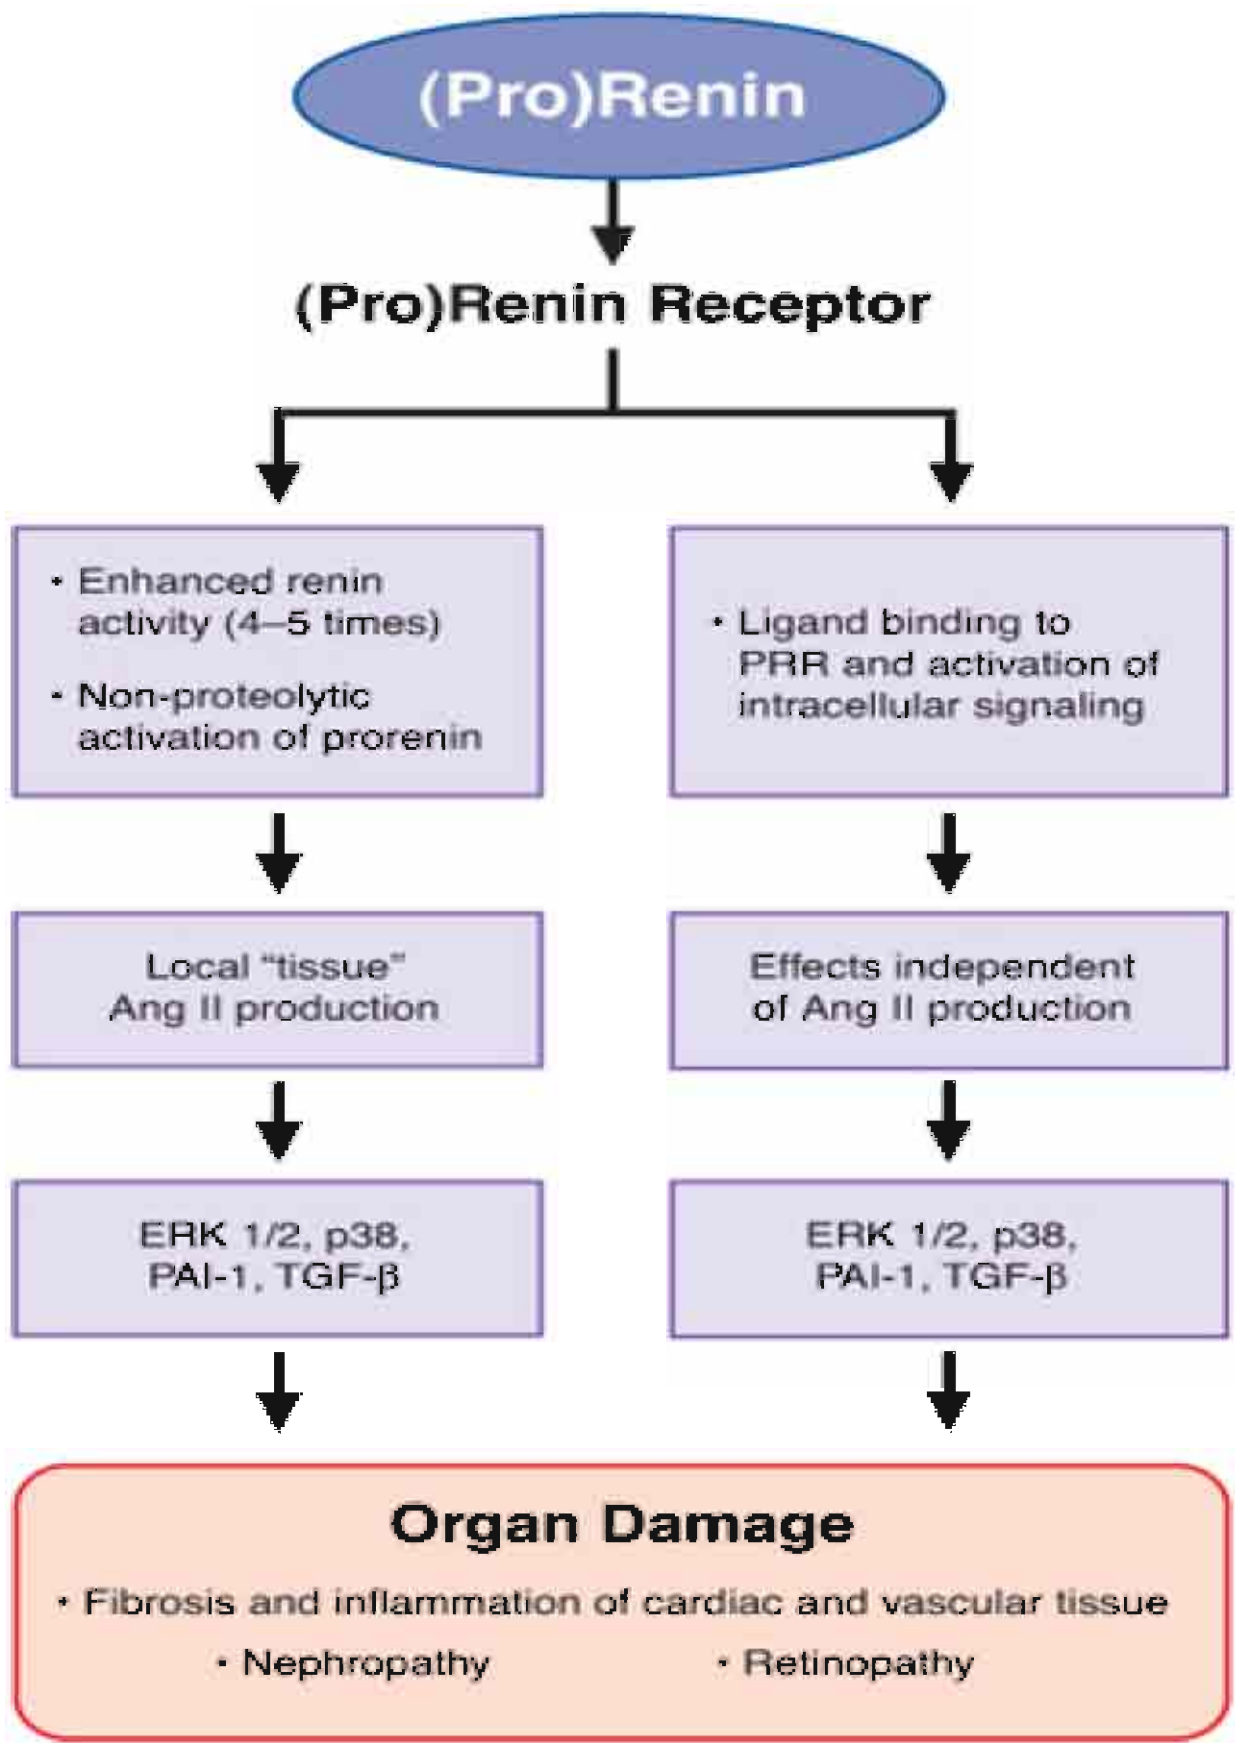 (Pro)Renin
(Pro)Renin Receptor
• Enhanced renin
activity (4–5 times)
• Non-proteolytic
activation of prorenin
• Ligand binding to
PRR and activation of
intracellular signaling
Local “tissue”
Ang II production
Effects independent
of Ang II production
ERK 1/2, p38,
PAI-1, TGF-β
ERK 1/2, p38,
PAI-1, TGF-β
Organ Damage
• Fibrosis and inflammation of cardiac and vascular tissue
• Nephropathy • Retinopathy